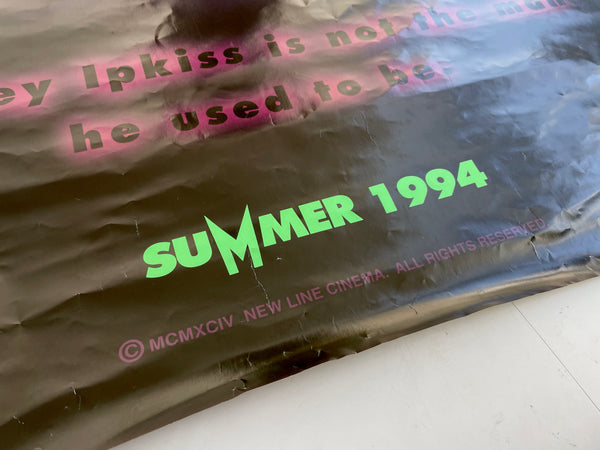 ey Ipkiss is not the man
he used to be.
SUMMER 1994
© MCMXCIV NEW LINE CINEMA. ALL RIGHTS RESERVED